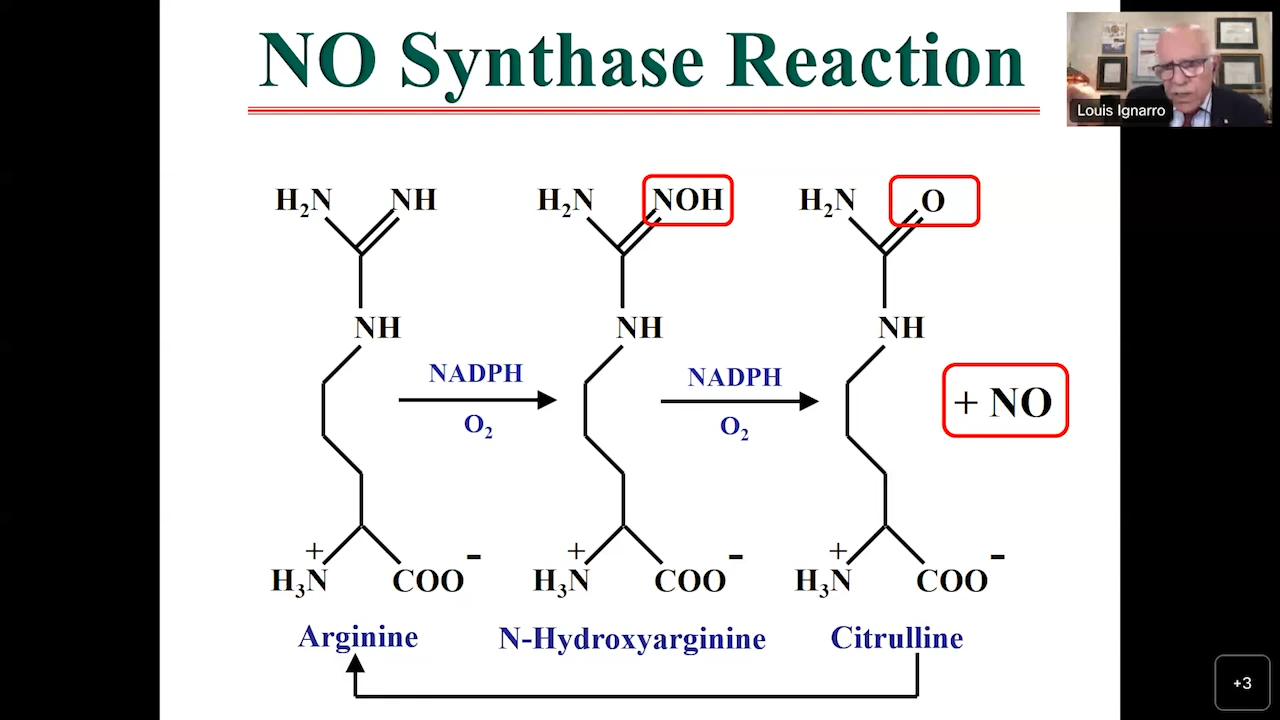 NO Synthase Reaction
Louis Ignarro
H₂N NH H₂N NOH H₂N O
NH NH NH
NADPH NADPH
O₂ O₂
+ NO
+ - + - + -
H₃N COO H₃N COO H₃N COO
Arginine N-Hydroxyarginine Citrulline
+3